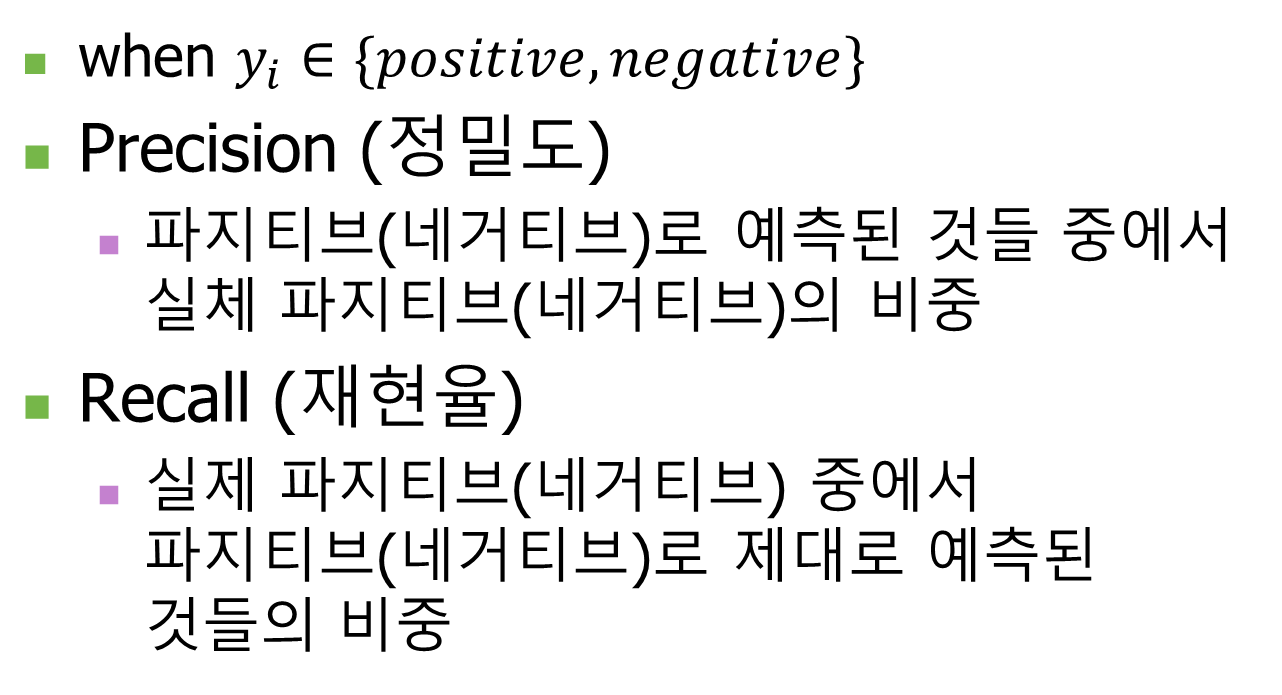 when yᵢ ∈ {positive, negative}
Precision (정밀도)
파지티브(네거티브)로 예측된 것들 중에서
실체 파지티브(네거티브)의 비중
Recall (재현율)
실제 파지티브(네거티브) 중에서
파지티브(네거티브)로 제대로 예측된
것들의 비중